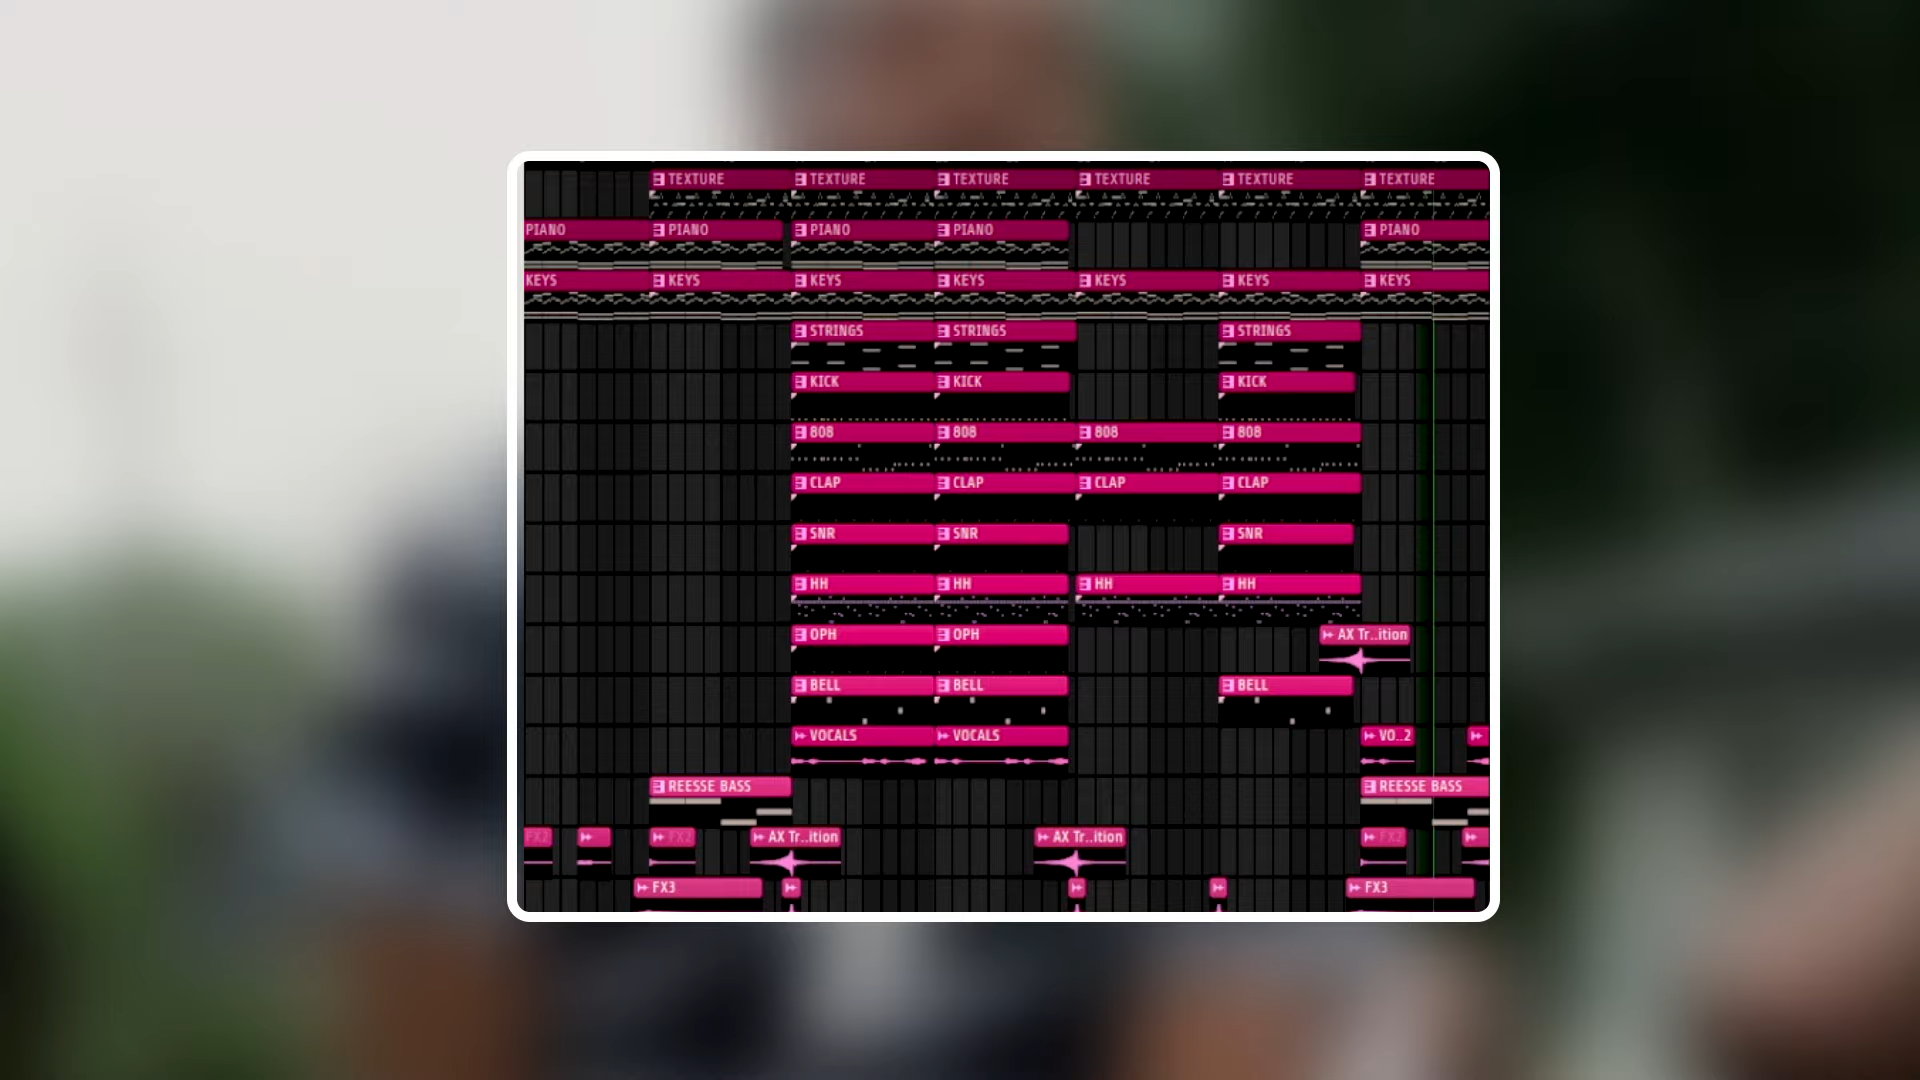 TEXTURE TEXTURE TEXTURE TEXTURE TEXTURE TEXTURE
PIANO PIANO PIANO PIANO PIANO
KEYS KEYS KEYS KEYS KEYS KEYS KEYS
STRINGS STRINGS STRINGS
KICK KICK KICK
808 808 808 808
CLAP CLAP CLAP CLAP
SNR SNR SNR
HH HH HH HH
OPH OPH AX Tr..ition
BELL BELL BELL
VOCALS VOCALS VO..2
REESSE BASS REESSE BASS
FX2 FX2 AX Tr..ition AX Tr..ition FX2
FX3 FX3